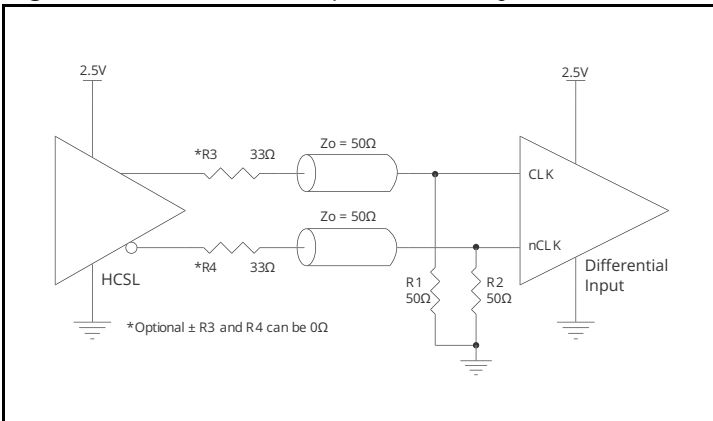 2.5V
2.5V
*R3 33Ω
Zo = 50Ω
CLK
Zo = 50Ω
nCLK
*R4 33Ω
HCSL
R1
50Ω
R2
50Ω
Differential
Input
*Optional ± R3 and R4 can be 0Ω